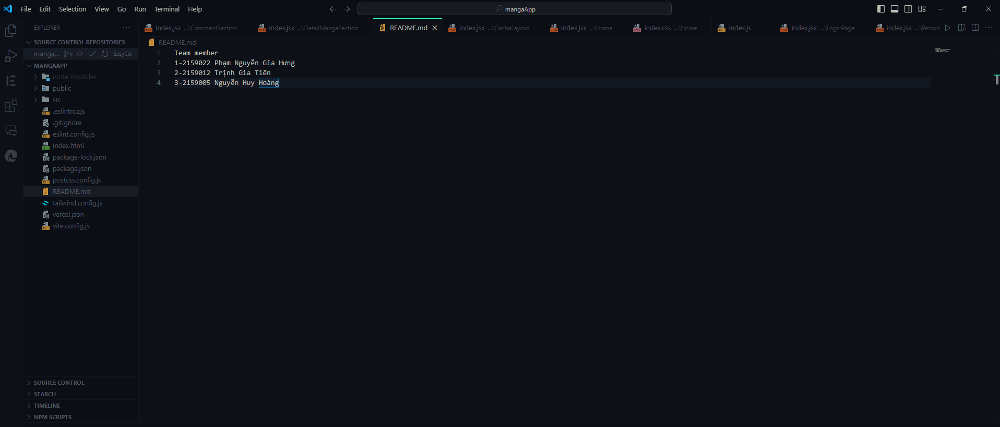 File Edit Selection View Go Run Terminal Help
mangaApp
EXPLORER
index.jsx ...\CommentSection
index.jsx ...\DetailMangaSection
README.md
index.jsx ...\GachaLayout
index.jsx ...\Home
index.css ...\Home
index.js
index.jsx ...\LoginPage
index.jsx ...\Person
SOURCE CONTROL REPOSITORIES
manga...
EasyCo
MANGAAPP
node_modules
public
src
.eslintrc.cjs
.gitignore
eslint.config.js
index.html
package-lock.json
package.json
postcss.config.js
README.md
tailwind.config.js
vercel.json
vite.config.js
SOURCE CONTROL
SEARCH
TIMELINE
NPM SCRIPTS
README.md
1 Team member
2 1-2159022 Phạm Nguyễn Gia Hưng
3 2-2159012 Trịnh Gia Tiến
4 3-2159005 Nguyễn Huy Hoàng